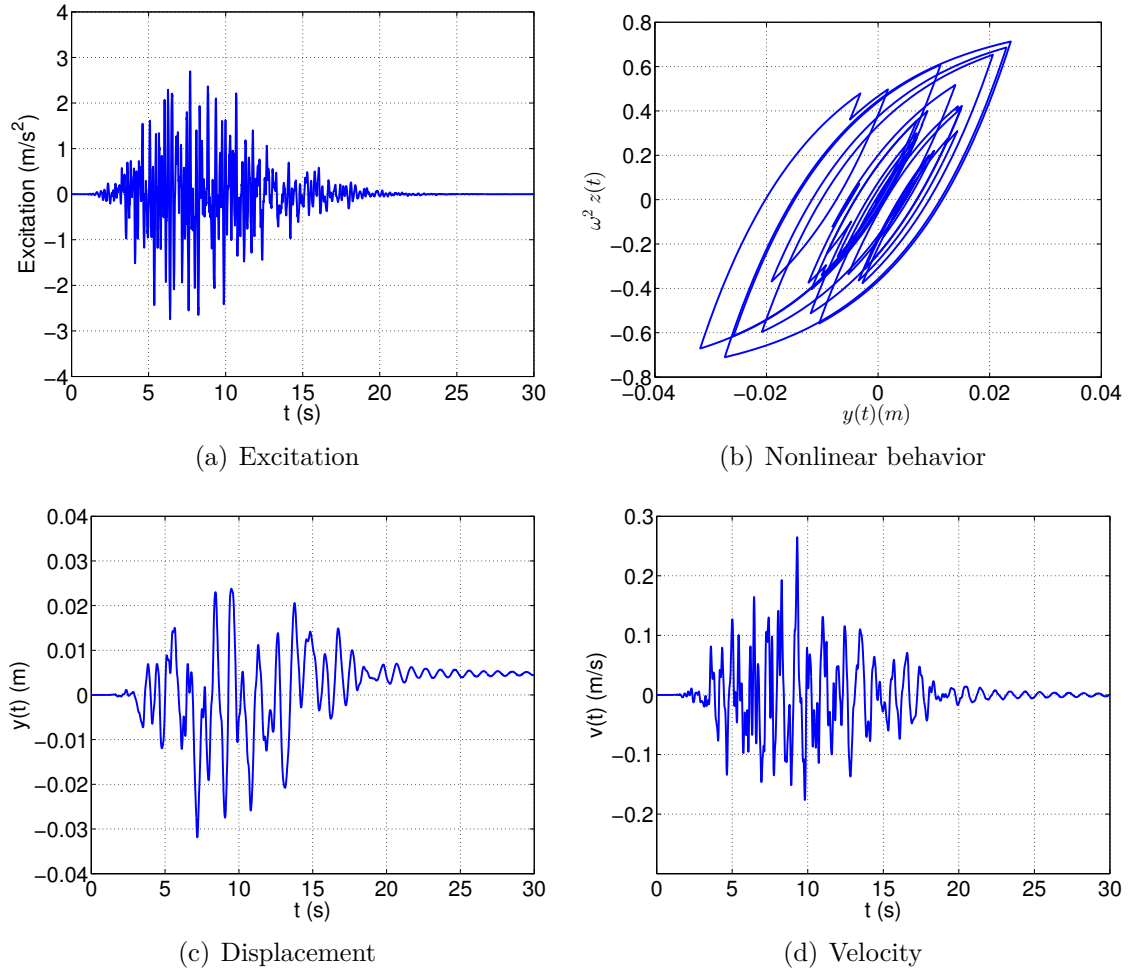 4
3
2
1
0
−1
−2
−3
−4
Excitation (m/s²)
0 5 10 15 20 25 30
t (s)
(a) Excitation
0.8
0.6
0.4
0.2
0
−0.2
−0.4
−0.6
−0.8
ω² z(t)
−0.04 −0.02 0 0.02 0.04
y(t)(m)
(b) Nonlinear behavior
0.04
0.03
0.02
0.01
0
−0.01
−0.02
−0.03
−0.04
y(t) (m)
0 5 10 15 20 25 30
t (s)
(c) Displacement
0.3
0.2
0.1
0
−0.1
−0.2
v(t) (m/s)
0 5 10 15 20 25 30
t (s)
(d) Velocity